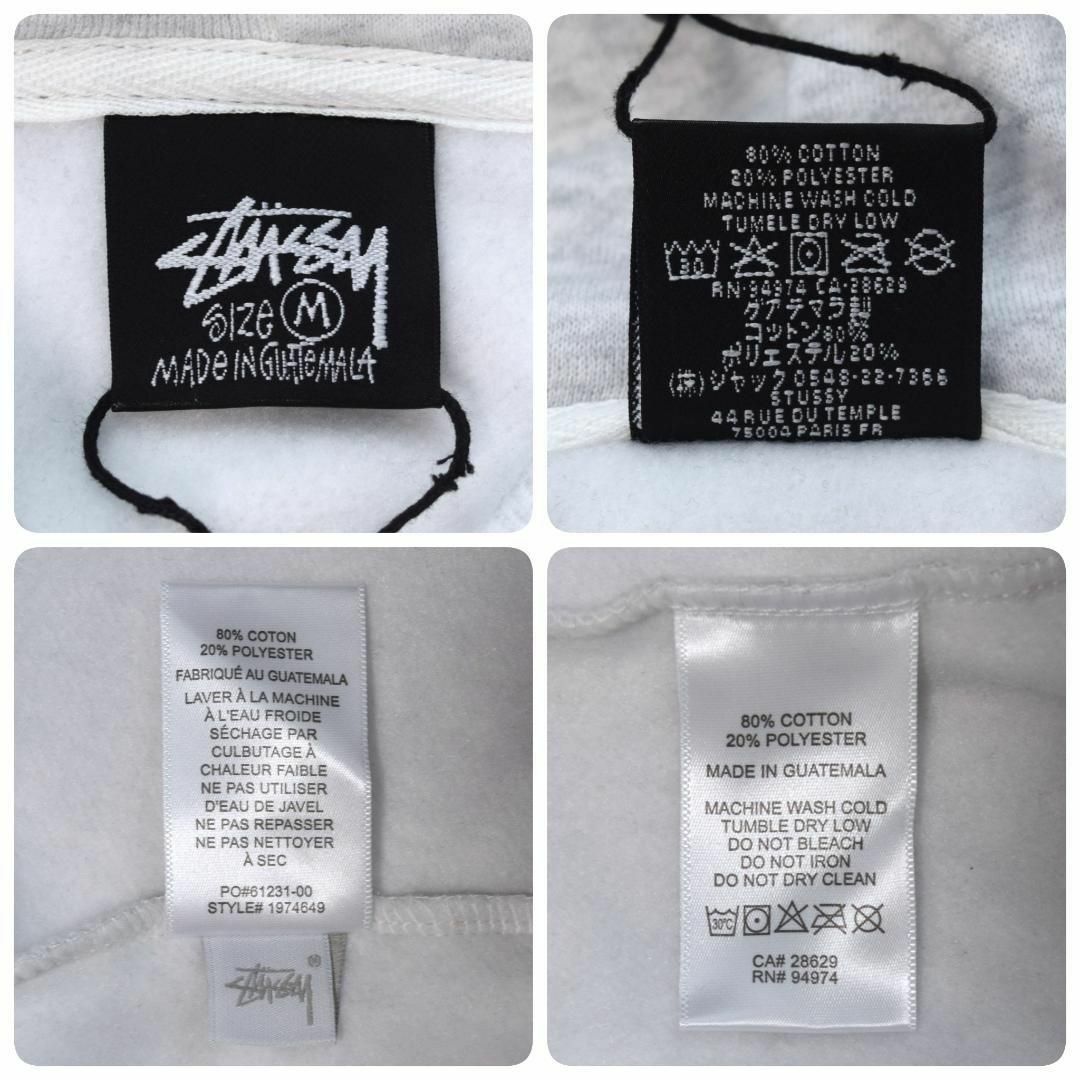 STÜSSY
SIZE M
MADE IN GUATEMALA
80% COTTON
20% POLYESTER
MACHINE WASH COLD
TUMELE DRY LOW
30
RN-94974 CA-28629
グアテマラ製
コットン80%
ポリエステル20%
(株)ジャック 0548-22-7366
STUSSY
44 RUE DU TEMPLE
75004 PARIS FR
80% COTON
20% POLYESTER
FABRIQUÉ AU GUATEMALA
LAVER À LA MACHINE
À L'EAU FROIDE
SÉCHAGE PAR
CULBUTAGE À
CHALEUR FAIBLE
NE PAS UTILISER
D'EAU DE JAVEL
NE PAS REPASSER
NE PAS NETTOYER
À SEC
PO#61231-00
STYLE# 1974649
STÜSSY®
80% COTTON
20% POLYESTER
MADE IN GUATEMALA
MACHINE WASH COLD
TUMBLE DRY LOW
DO NOT BLEACH
DO NOT IRON
DO NOT DRY CLEAN
30°C
CA# 28629
RN# 94974